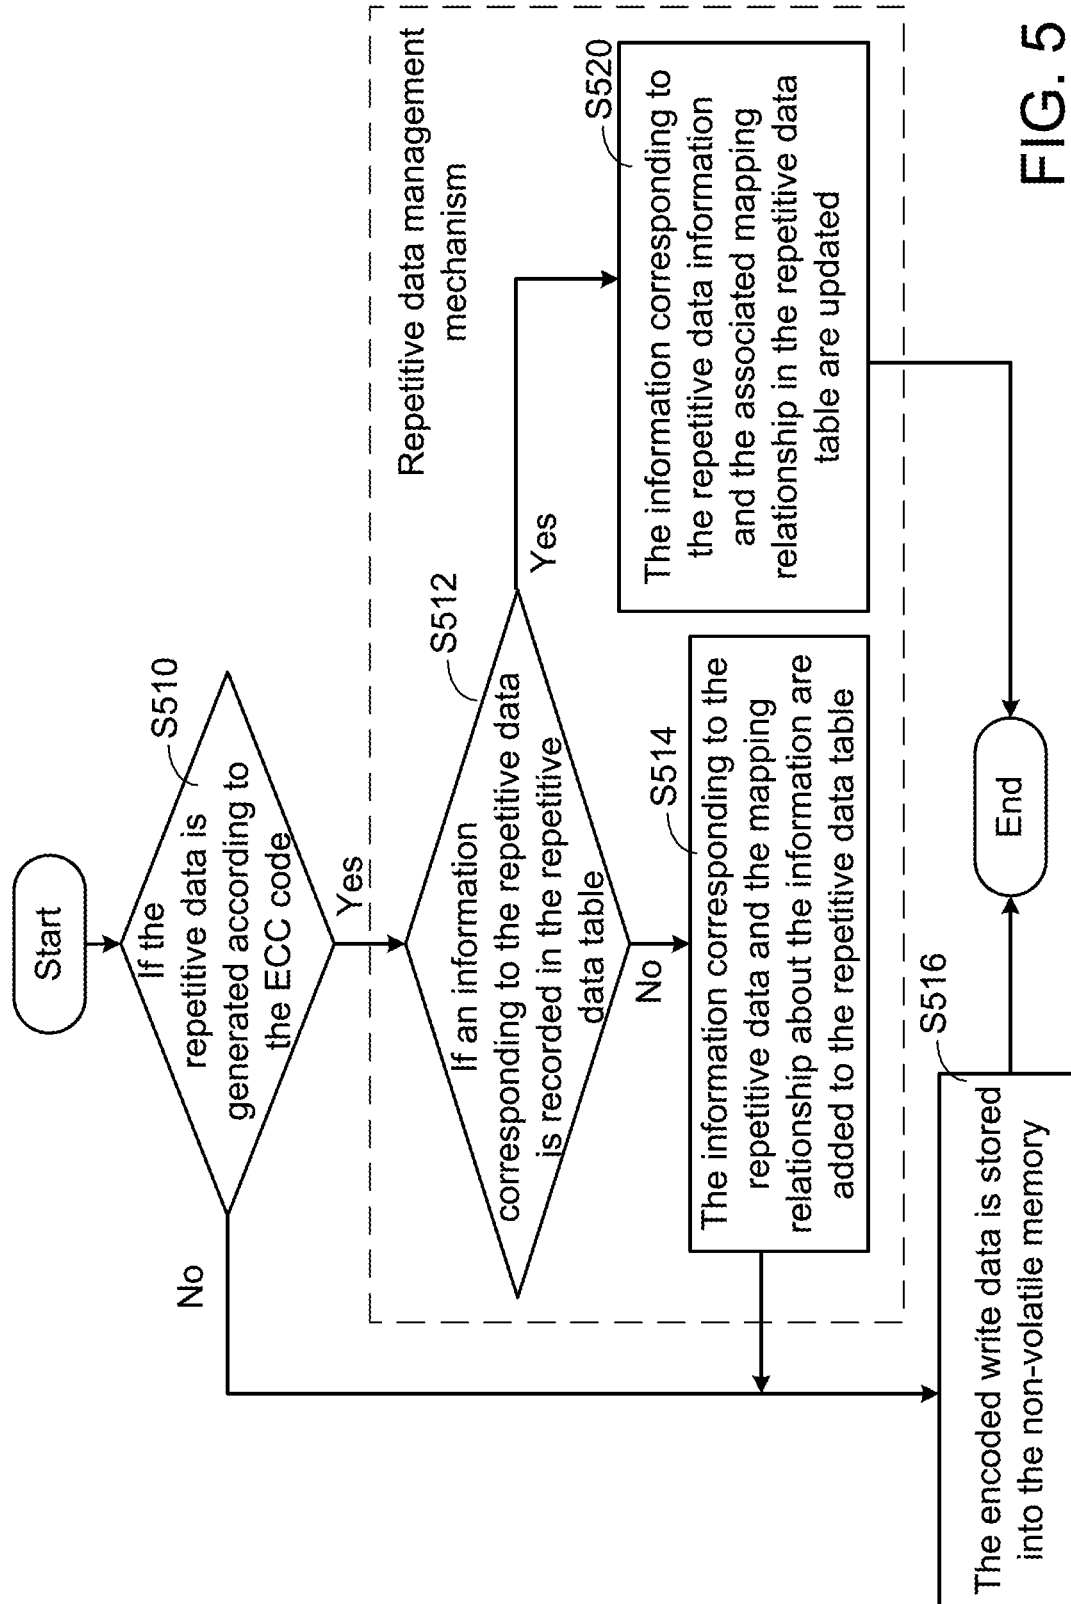 Start
S510
If the
repetitive data is
generated according to
the ECC code
No
Yes
Repetitive data management
mechanism
S512
If an information
corresponding to the repetitive data
is recorded in the repetitive
data table
Yes
No
S514
The information corresponding to the
repetitive data and the mapping
relationship about the information are
added to the repetitive data table
S520
The information corresponding to
the repetitive data information
and the associated mapping
relationship in the repetitive data
table are updated
S516
The encoded write data is stored
into the non-volatile memory
End
FIG. 5